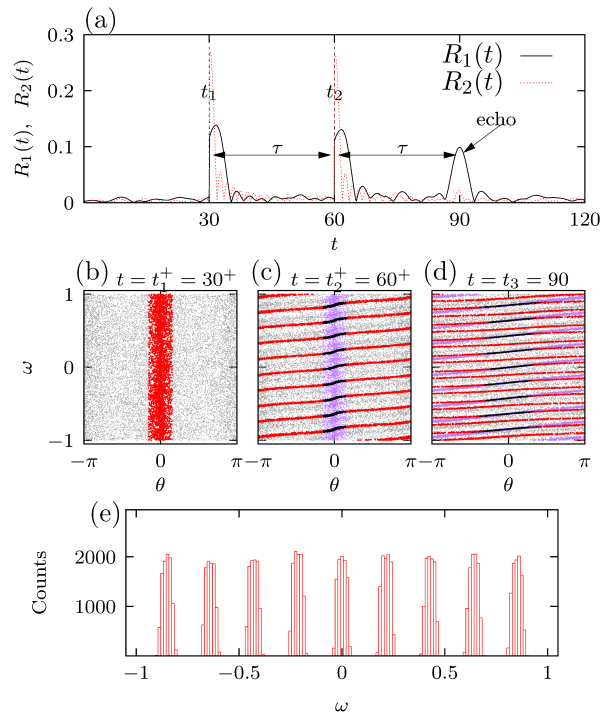 (a)
R₁(t), R₂(t)
0.3
0.2
0.1
0
t₁
t₂
R₁(t)
R₂(t)
echo
τ
τ
30
60
90
120
t
(b) t = t₁⁺ = 30⁺
(c) t = t₂⁺ = 60⁺
(d) t = t₃ = 90
ω
1
0
−1
−π 0 π
−π 0 π
−π 0 π
θ
θ
θ
(e)
Counts
2000
1000
−1 −0.5 0 0.5 1
ω